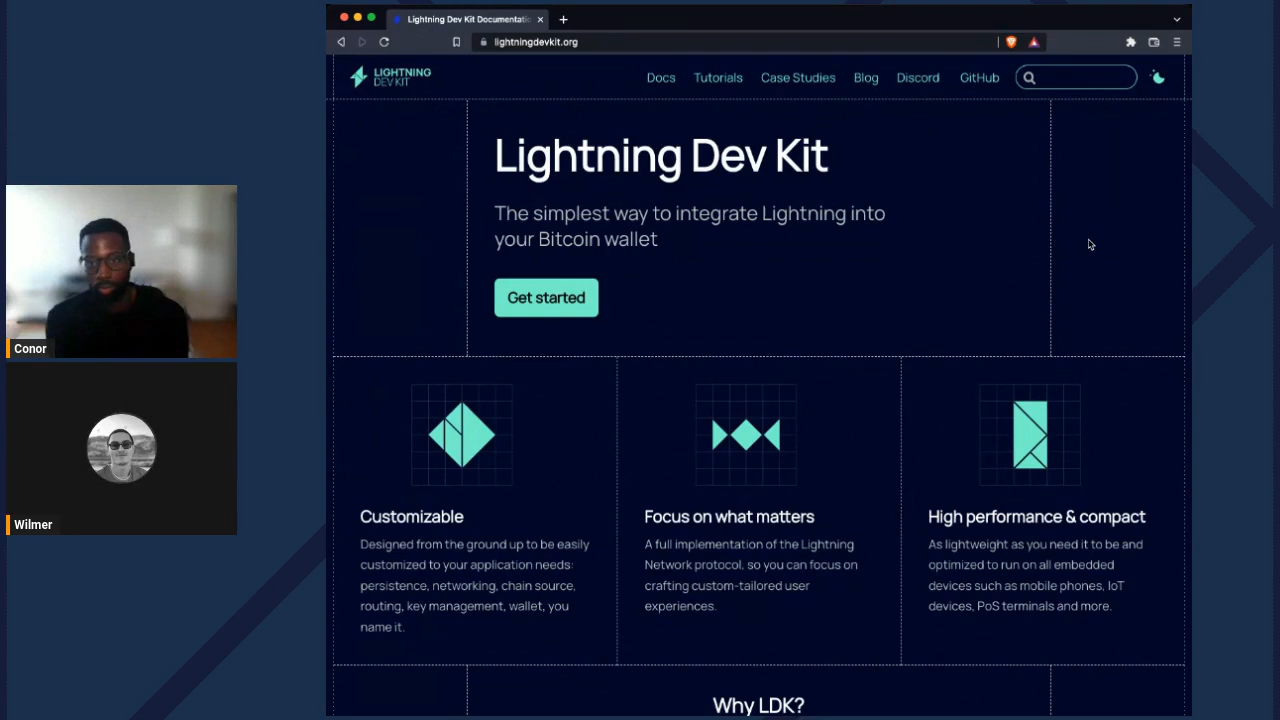 Lightning Dev Kit Documentatio
lightningdevkit.org
LIGHTNING
DEV KIT
Docs Tutorials Case Studies Blog Discord GitHub
Lightning Dev Kit
The simplest way to integrate Lightning into
your Bitcoin wallet
Get started
Conor
Wilmer
Customizable
Designed from the ground up to be easily
customized to your application needs:
persistence, networking, chain source,
routing, key management, wallet, you
name it.
Focus on what matters
A full implementation of the Lightning
Network protocol, so you can focus on
crafting custom-tailored user
experiences.
High performance & compact
As lightweight as you need it to be and
optimized to run on all embedded
devices such as mobile phones, IoT
devices, PoS terminals and more.
Why LDK?